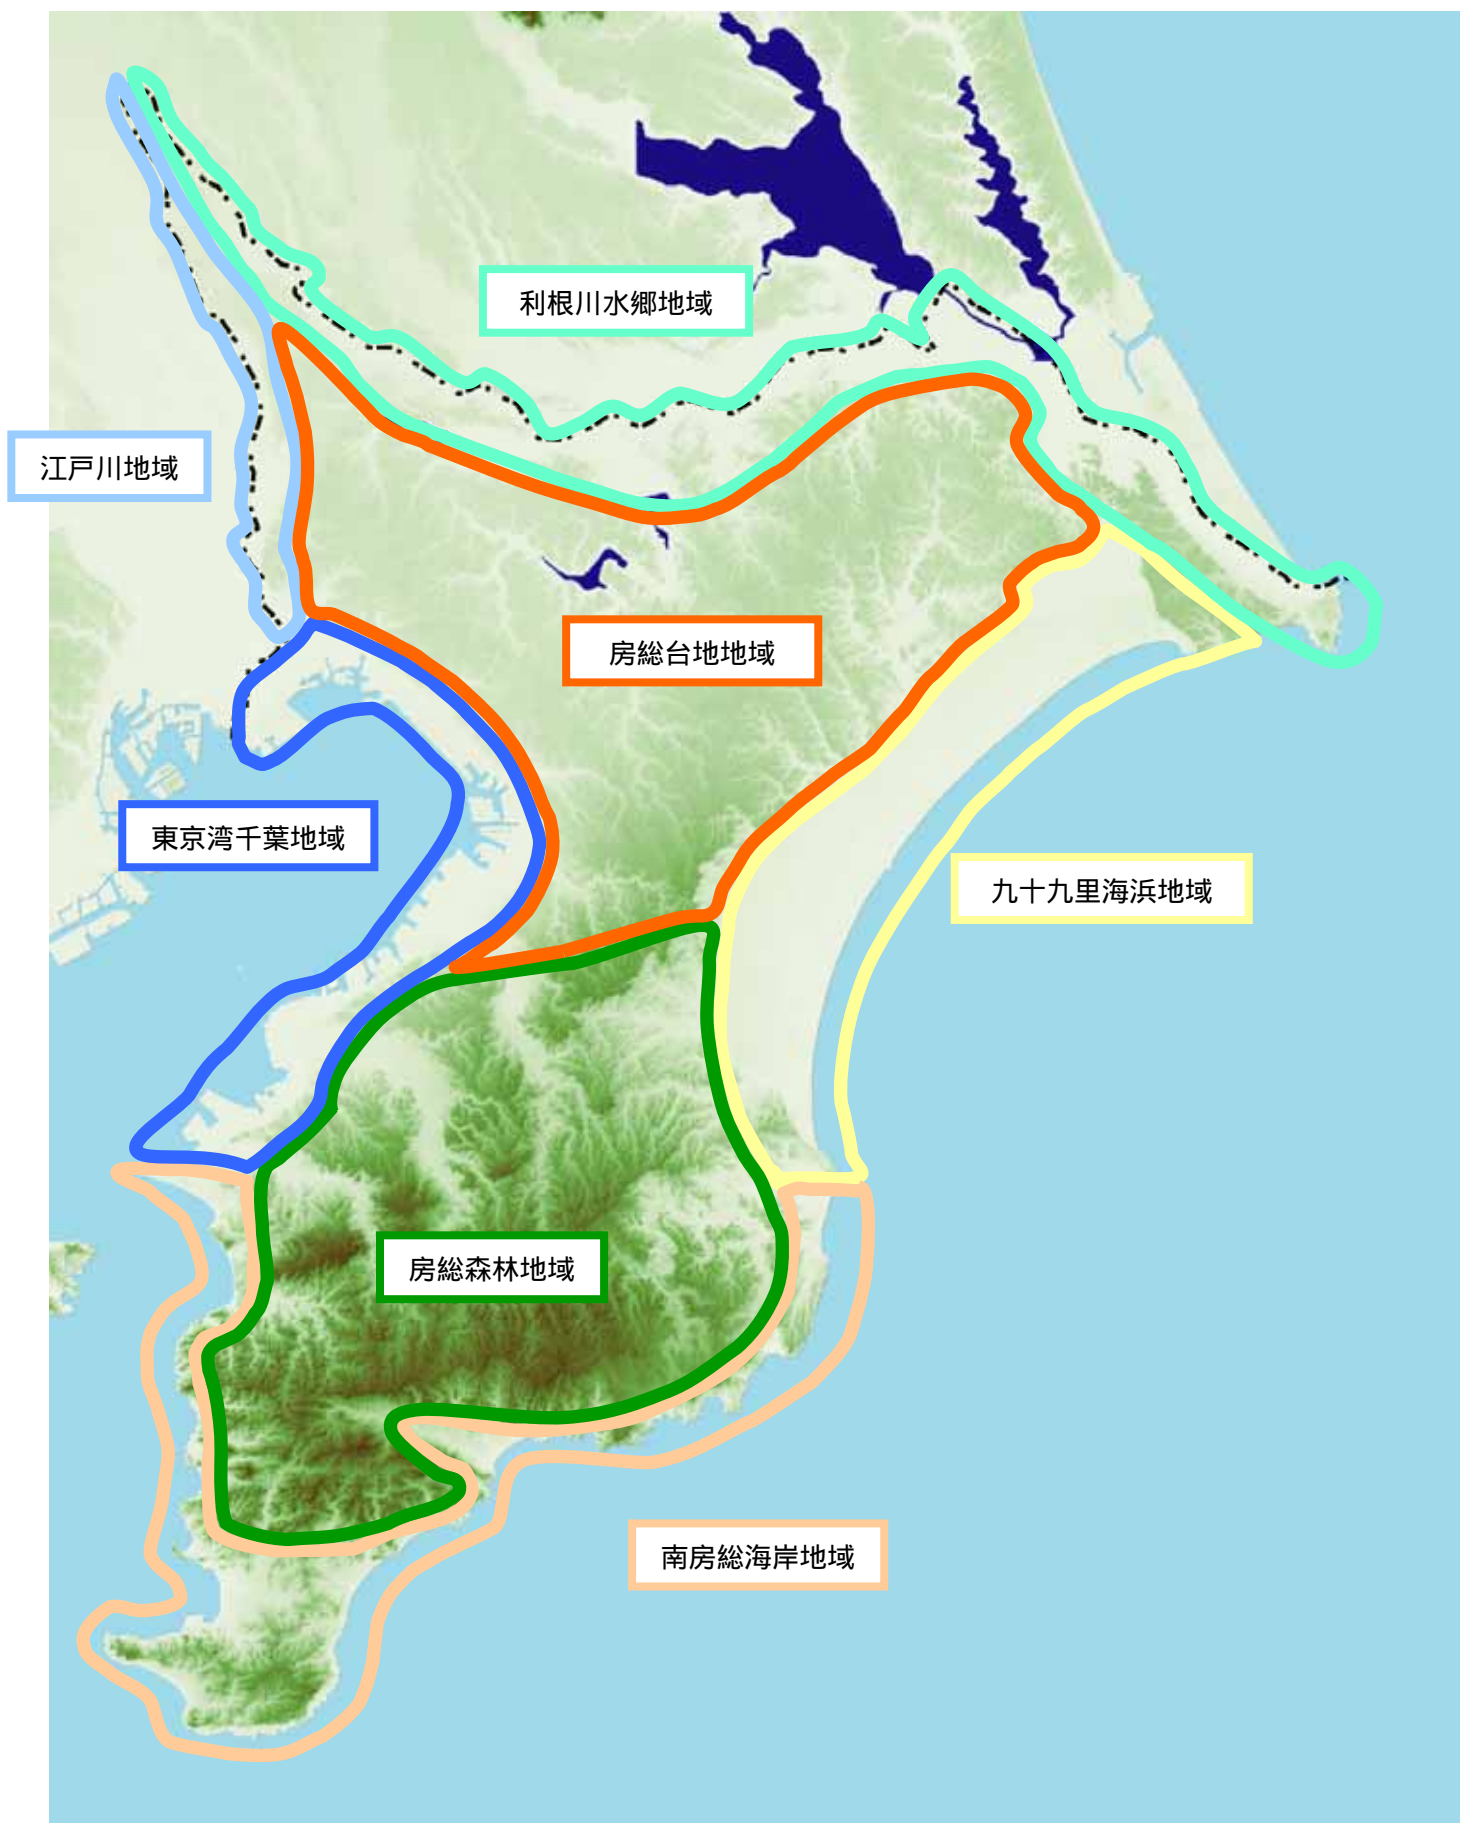 利根川水郷地域
江戸川地域
房総台地地域
東京湾千葉地域
九十九里海浜地域
房総森林地域
南房総海岸地域